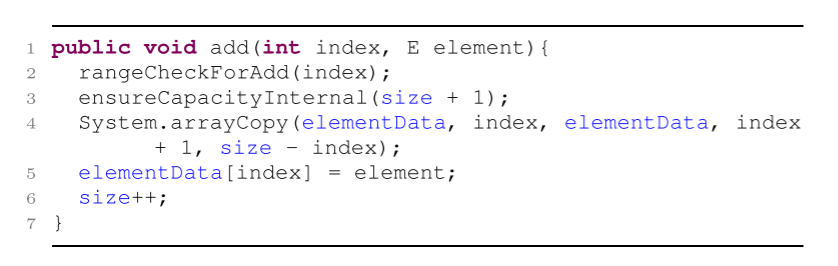 1 public void add(int index, E element){
2 rangeCheckForAdd(index);
3 ensureCapacityInternal(size + 1);
4 System.arrayCopy(elementData, index, elementData, index
+ 1, size - index);
5 elementData[index] = element;
6 size++;
7 }